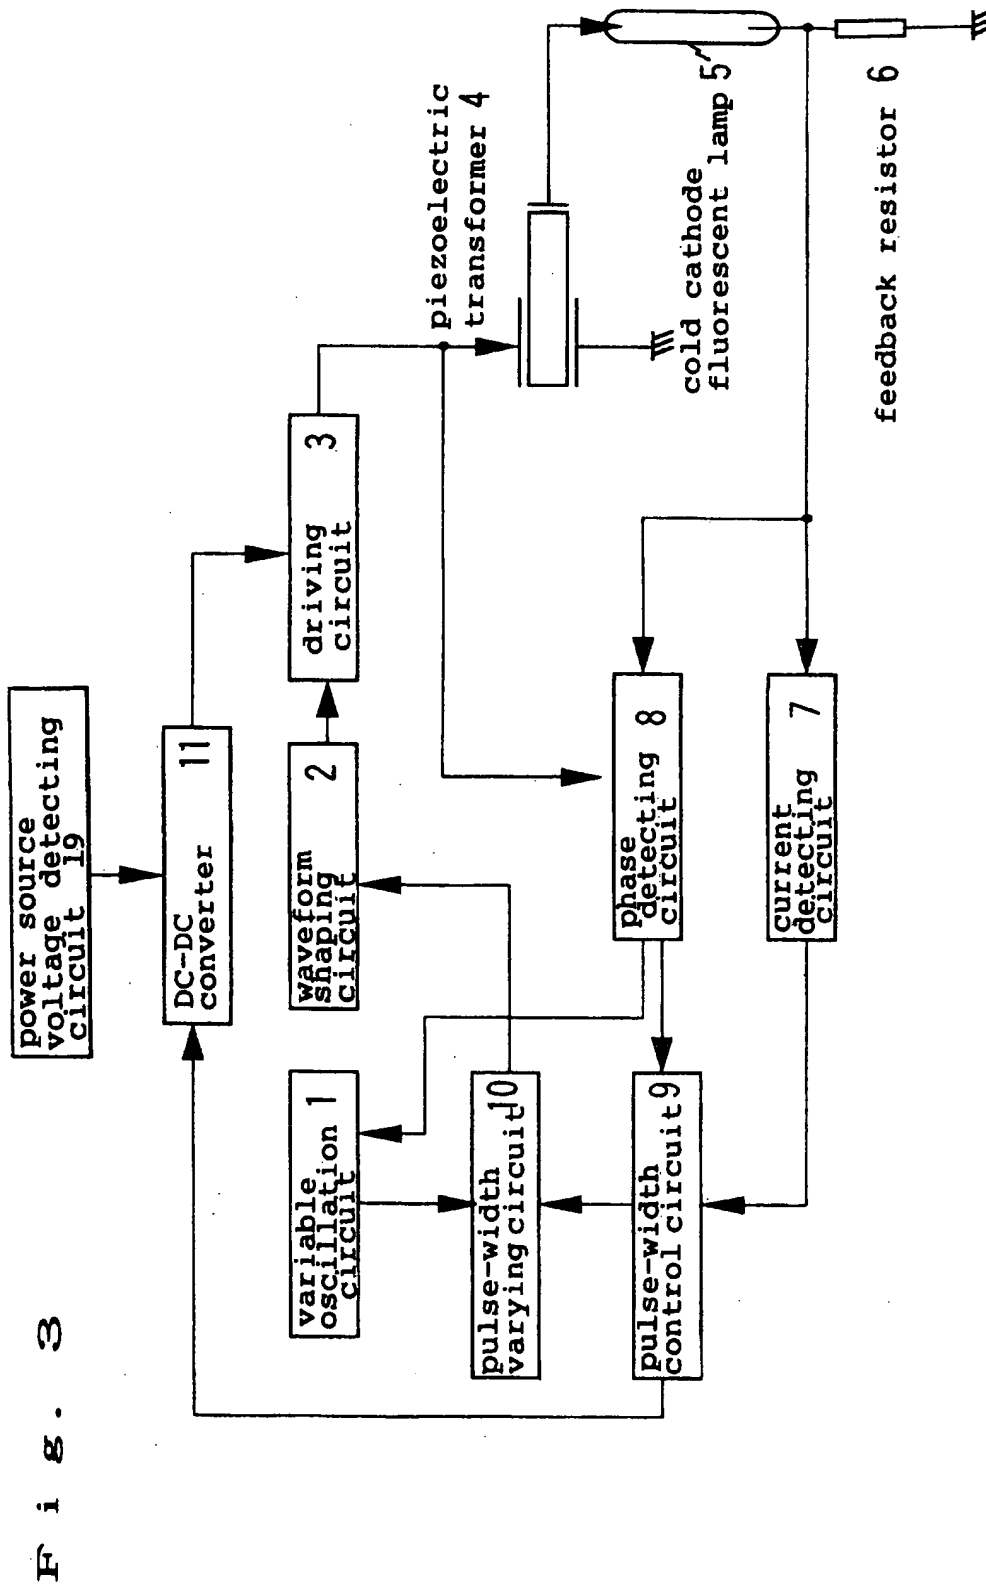 Fig. 3
power source
voltage detecting
circuit 19
DC-DC
converter 11
variable
oscillation 1
circuit
waveform
shaping 2
circuit
driving 3
circuit
piezoelectric
transformer 4
pulse-width
varying circuit 10
pulse-width
control circuit 9
phase
detecting 8
circuit
current
detecting 7
circuit
cold cathode
fluorescent lamp 5
feedback resistor 6